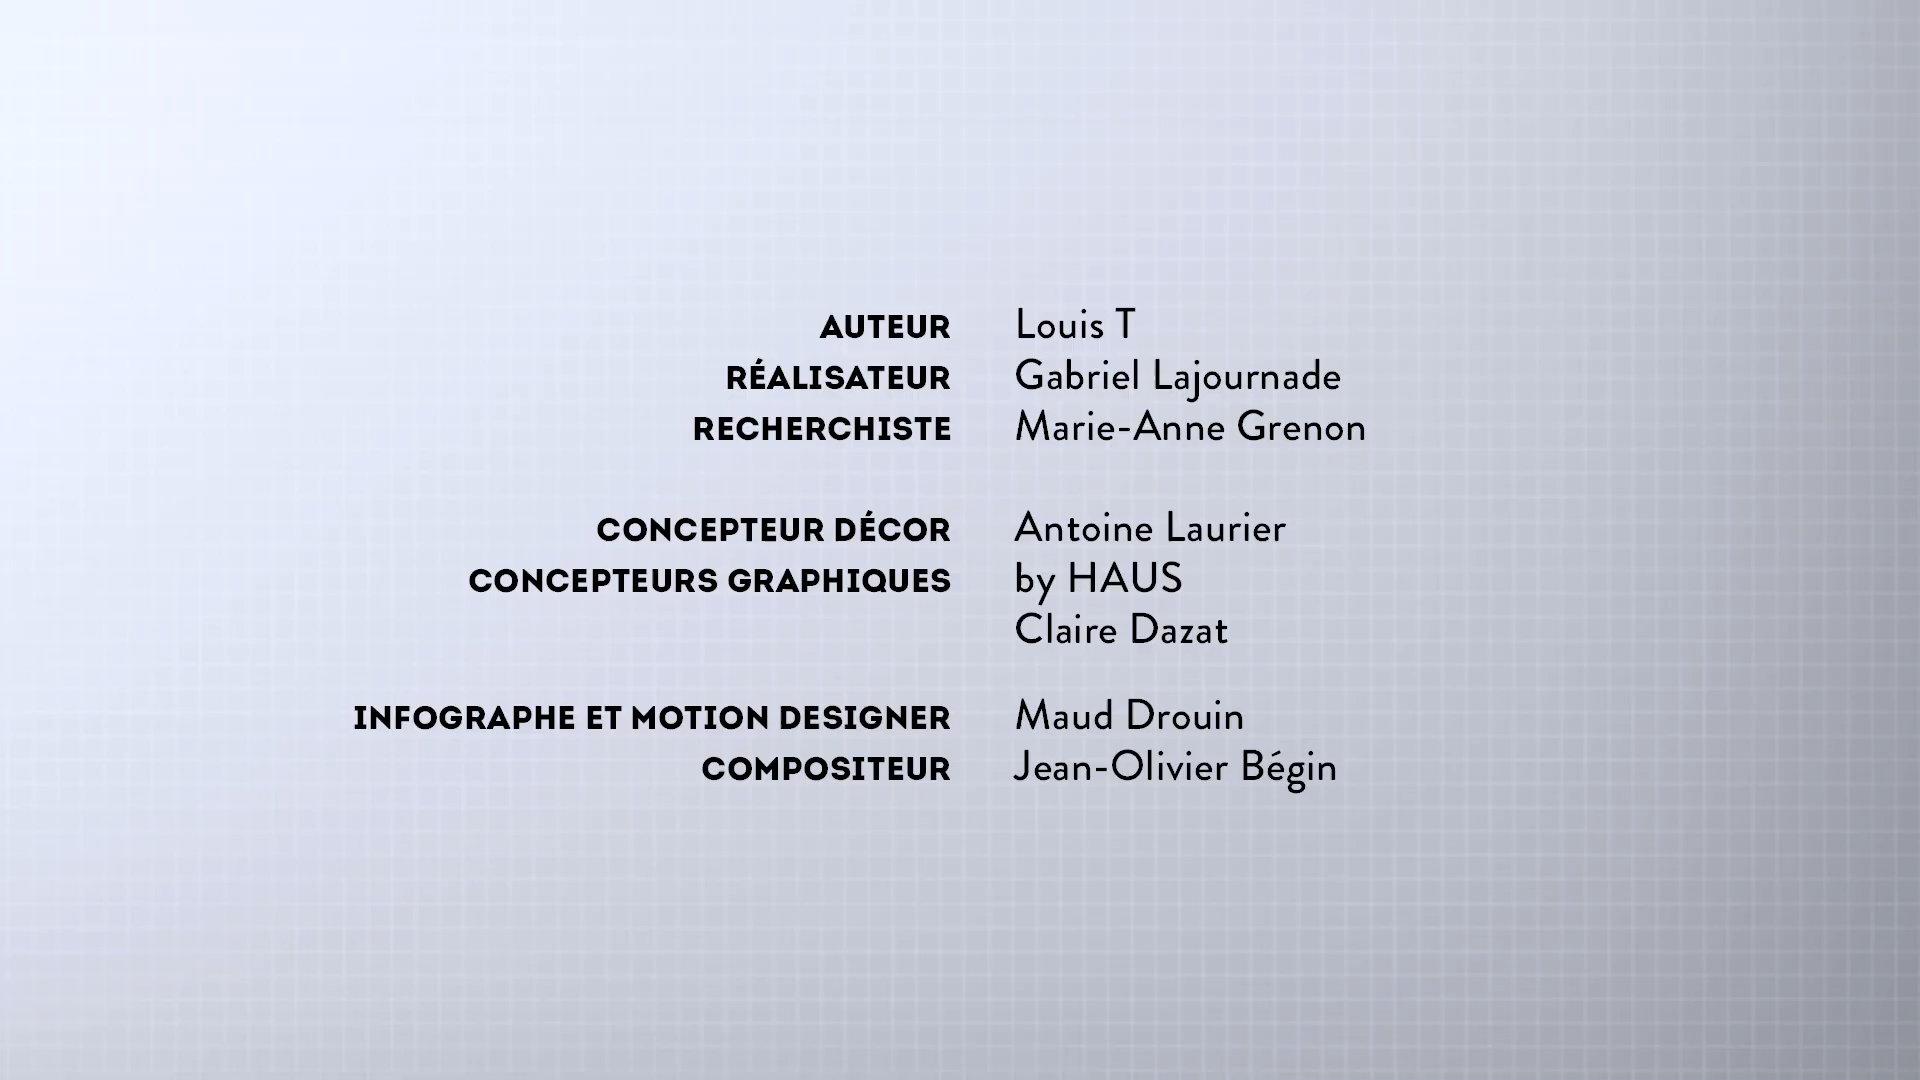 AUTEUR Louis T
RÉALISATEUR Gabriel Lajournade
RECHERCHISTE Marie-Anne Grenon
CONCEPTEUR DÉCOR Antoine Laurier
CONCEPTEURS GRAPHIQUES by HAUS
Claire Dazat
INFOGRAPHE ET MOTION DESIGNER Maud Drouin
COMPOSITEUR Jean-Olivier Bégin